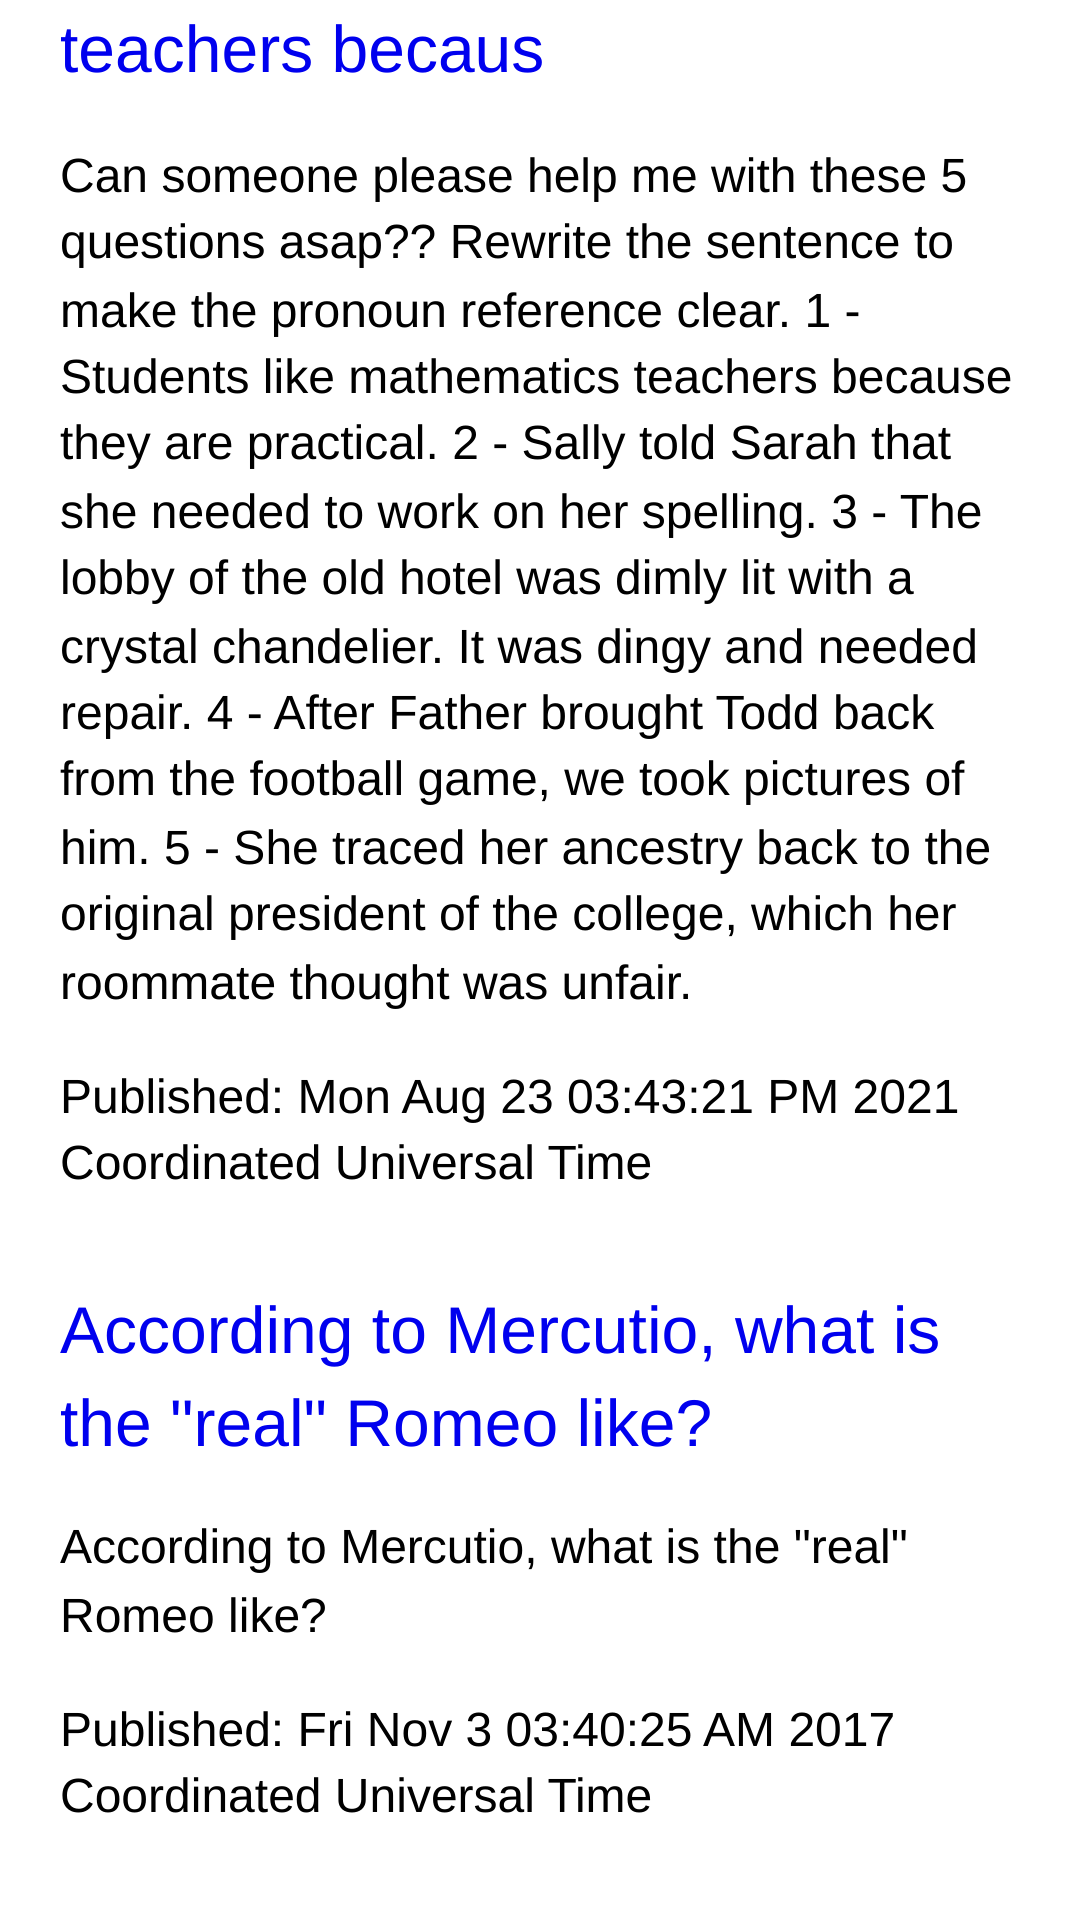 teachers becaus
Can someone please help me with these 5
questions asap?? Rewrite the sentence to
make the pronoun reference clear. 1 -
Students like mathematics teachers because
they are practical. 2 - Sally told Sarah that
she needed to work on her spelling. 3 - The
lobby of the old hotel was dimly lit with a
crystal chandelier. It was dingy and needed
repair. 4 - After Father brought Todd back
from the football game, we took pictures of
him. 5 - She traced her ancestry back to the
original president of the college, which her
roommate thought was unfair.
Published: Mon Aug 23 03:43:21 PM 2021
Coordinated Universal Time
According to Mercutio, what is
the "real" Romeo like?
According to Mercutio, what is the "real"
Romeo like?
Published: Fri Nov 3 03:40:25 AM 2017
Coordinated Universal Time